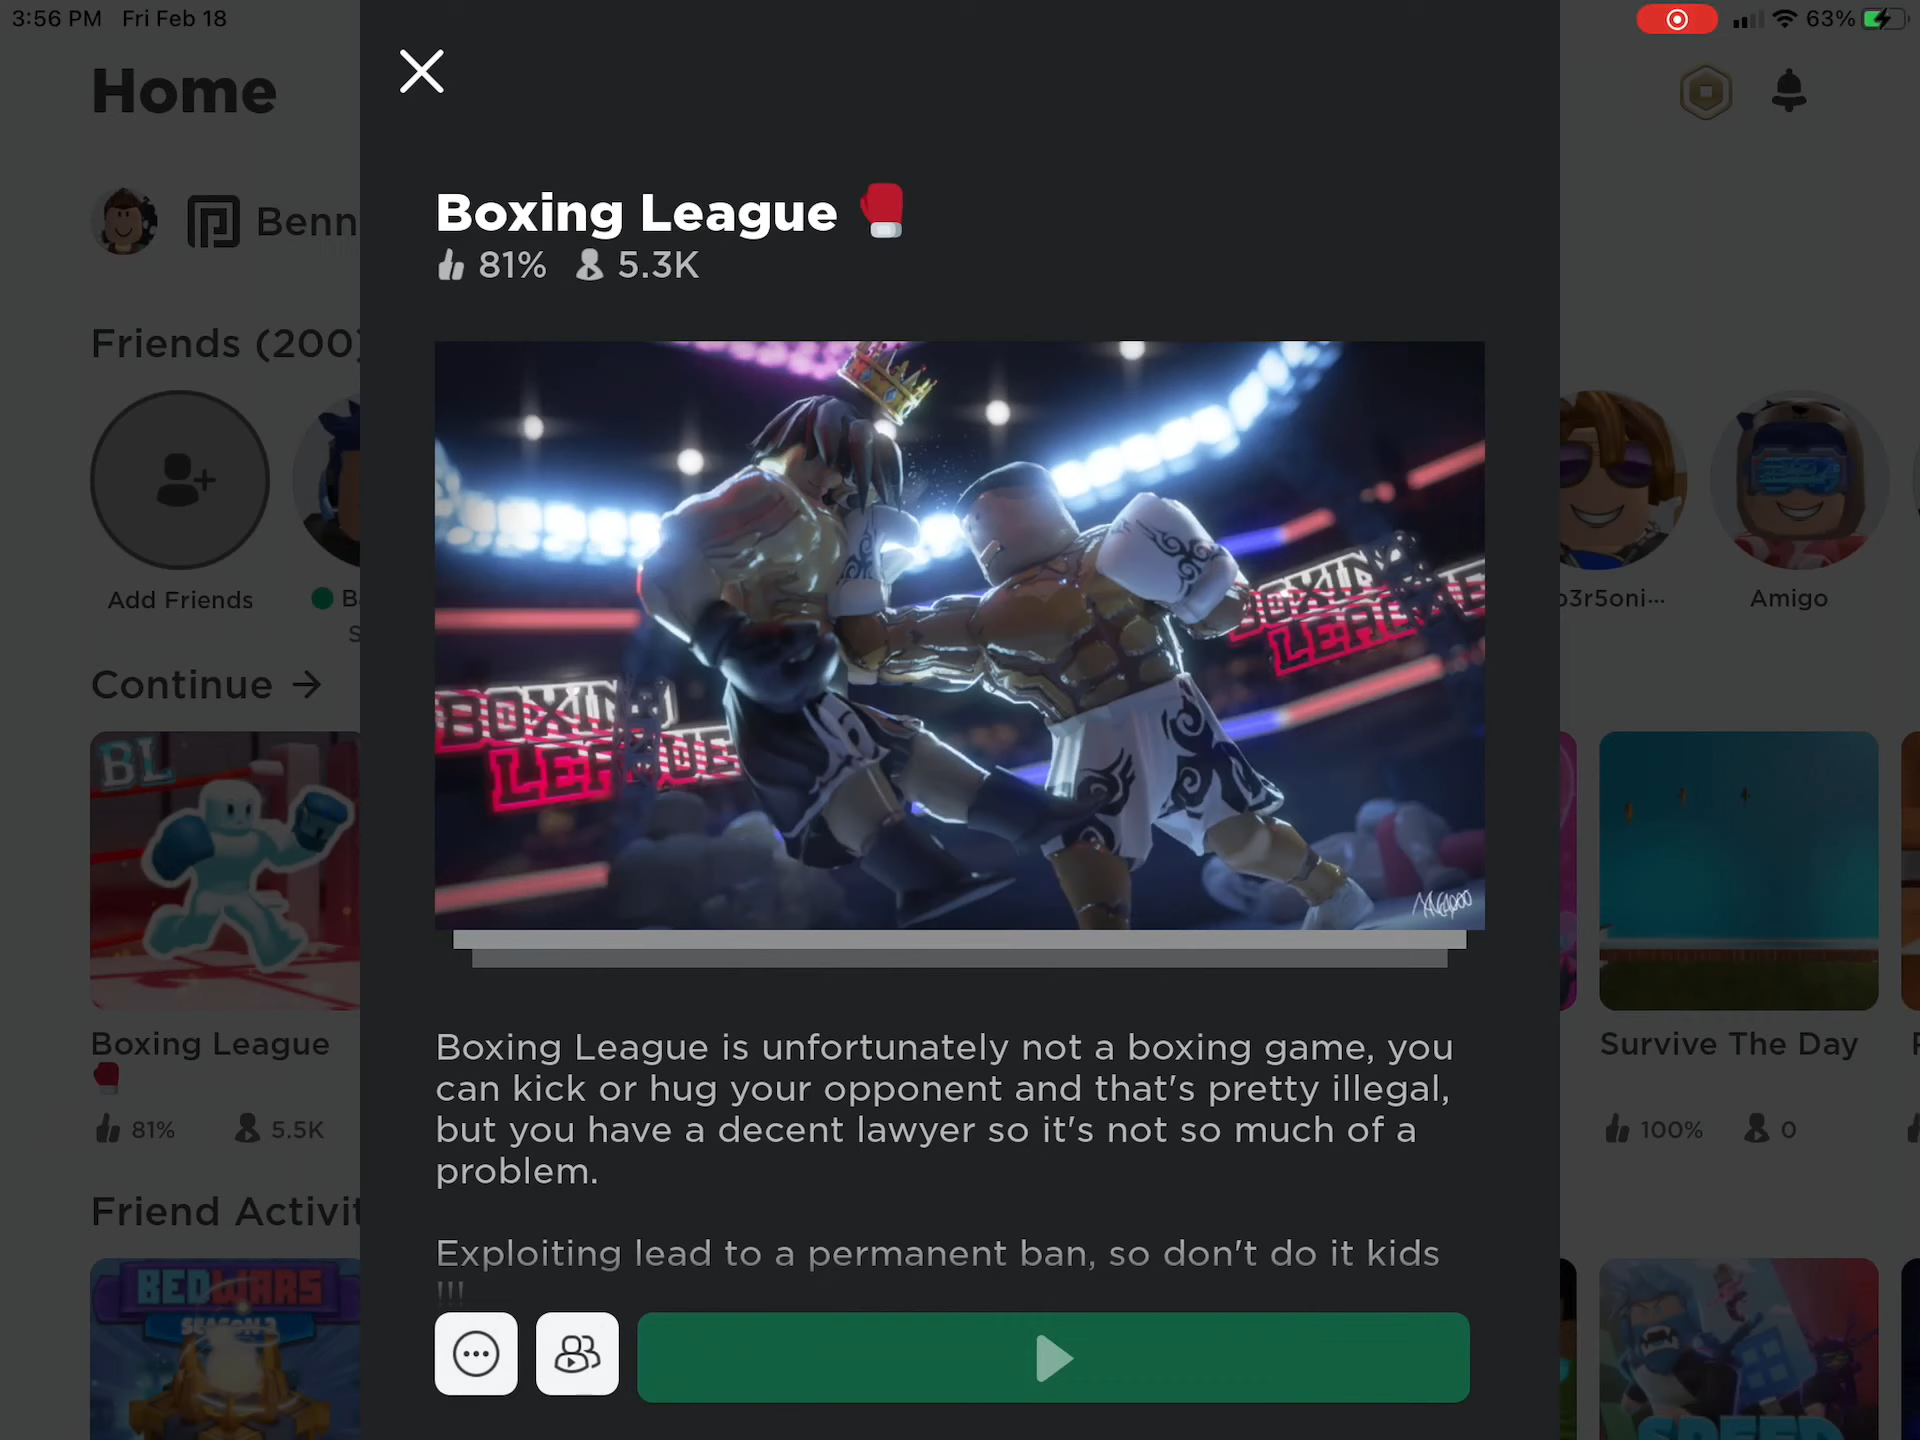 3:56 PM Fri Feb 18
63%
Home
Boxing League
81% 5.3K
Benn
Friends (200)
Add Friends
B
S
p3r5oni...
Amigo
Continue →
BL
BOXING
LEAGUE
BOXING
LEAGUE
Boxing League
81% 5.5K
Survive The Day
100% 0
Boxing League is unfortunately not a boxing game, you
can kick or hug your opponent and that's pretty illegal,
but you have a decent lawyer so it's not so much of a
problem.
Exploiting lead to a permanent ban, so don't do it kids
!!!
Friend Activit
BEDWARS
SEASON 3
SPEED